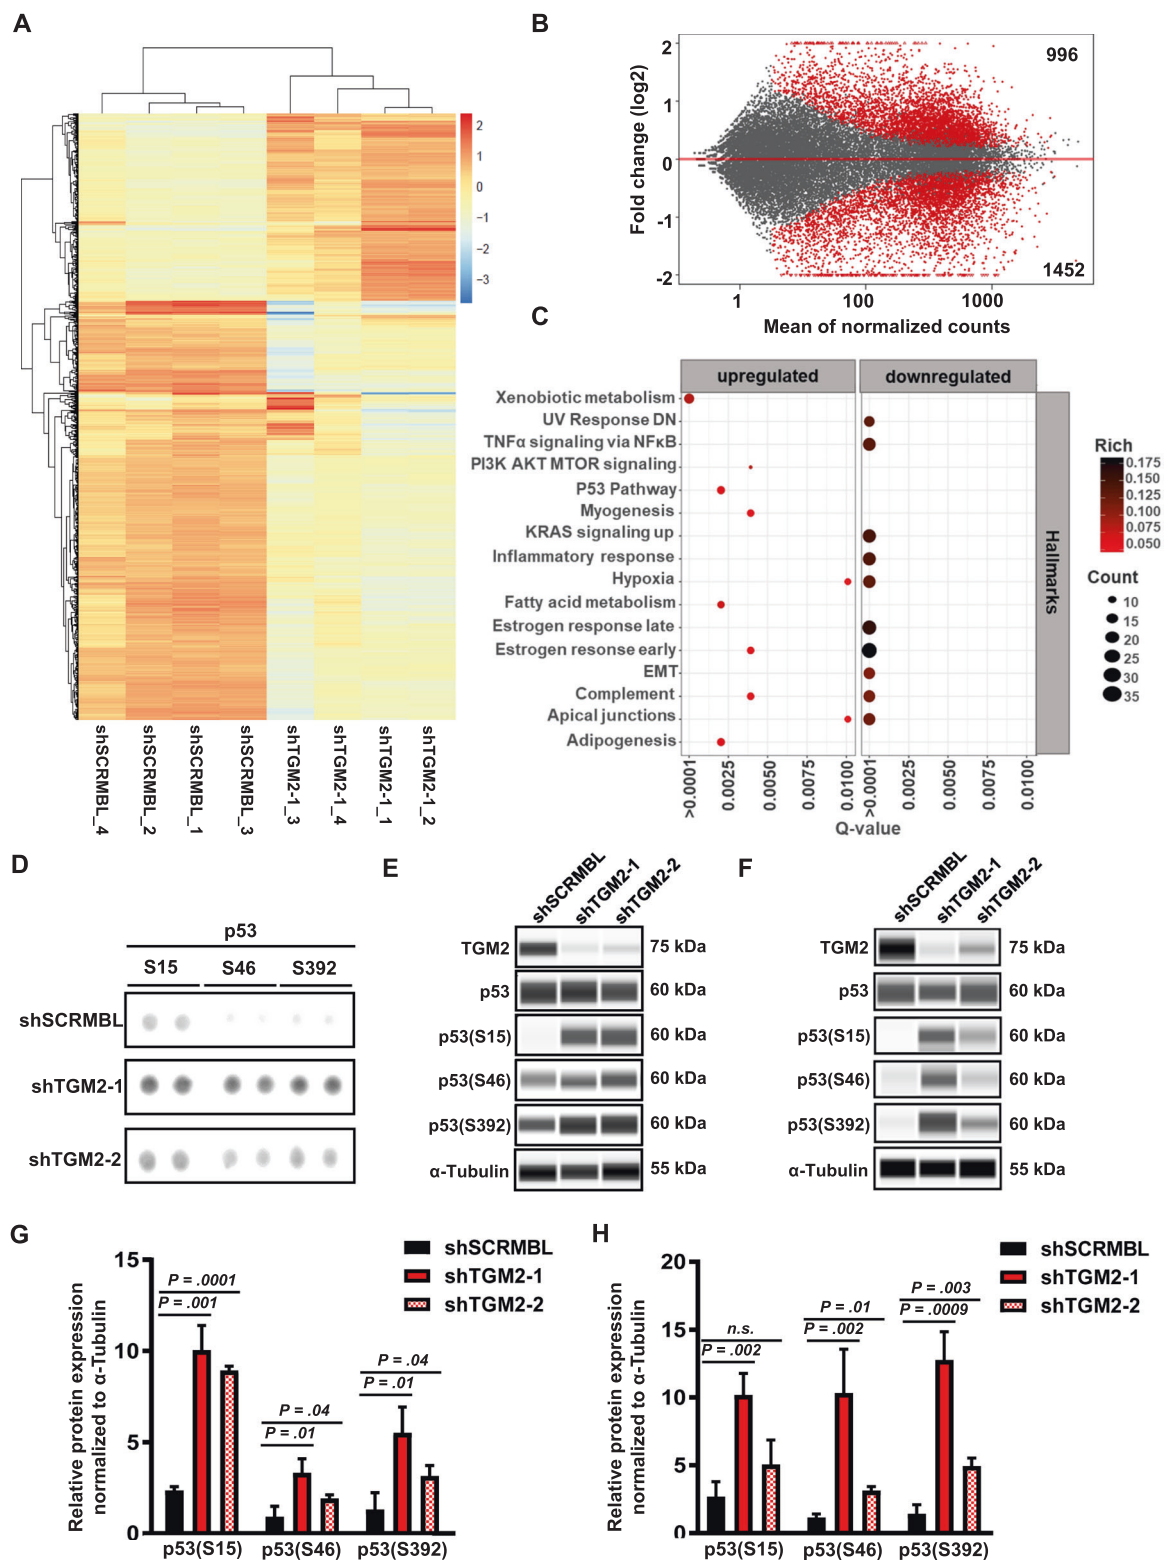 A
2
1
0
−1
−2
−3
shSCRMBL_4
shSCRMBL_2
shSCRMBL_1
shSCRMBL_3
shTGM2-1_3
shTGM2-1_4
shTGM2-1_1
shTGM2-1_2
B
Fold change (log2)
2
1
0
-1
-2
996
1452
1
100
1000
Mean of normalized counts
C
upregulated
downregulated
Xenobiotic metabolism
UV Response DN
TNFα signaling via NFκB
PI3K AKT MTOR signaling
P53 Pathway
Myogenesis
KRAS signaling up
Inflammatory response
Hypoxia
Fatty acid metabolism
Estrogen response late
Estrogen resonse early
EMT
Complement
Apical junctions
Adipogenesis
Hallmarks
>0.0001
0.0025
0.0050
0.0075
0.0100
>0.0001
0.0025
0.0050
0.0075
0.0100
Q-value
Rich
0.175
0.150
0.125
0.100
0.075
0.050
Count
10
15
20
25
30
35
D
p53
S15 S46 S392
shSCRMBL
shTGM2-1
shTGM2-2
E
shSCRMBL
shTGM2-1
shTGM2-2
TGM2 75 kDa
p53 60 kDa
p53(S15) 60 kDa
p53(S46) 60 kDa
p53(S392) 60 kDa
α-Tubulin 55 kDa
F
shSCRMBL
shTGM2-1
shTGM2-2
TGM2 75 kDa
p53 60 kDa
p53(S15) 60 kDa
p53(S46) 60 kDa
p53(S392) 60 kDa
α-Tubulin 55 kDa
G
Relative protein expression
normalized to α-Tubulin
15
10
5
0
P = .0001
P = .001
P = .04
P = .01
P = .04
P = .01
shSCRMBL
shTGM2-1
shTGM2-2
p53(S15) p53(S46) p53(S392)
H
Relative protein expression
normalized to α-Tubulin
20
15
10
5
0
n.s.
P = .002
P = .01
P = .002
P = .003
P = .0009
shSCRMBL
shTGM2-1
shTGM2-2
p53(S15) p53(S46) p53(S392)